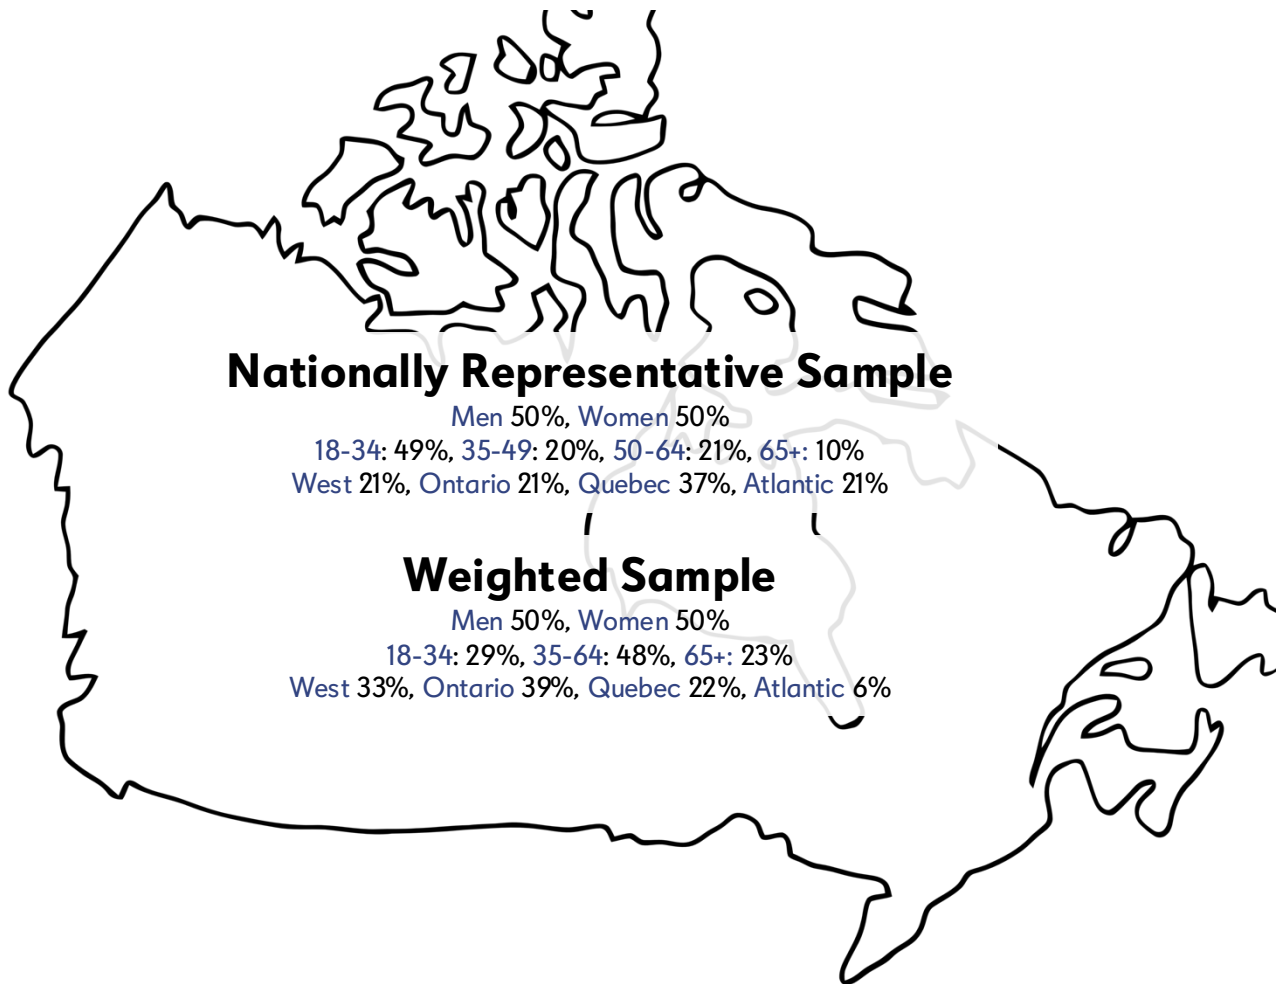 Nationally Representative Sample
Men 50%, Women 50%
18-34: 49%, 35-49: 20%, 50-64: 21%, 65+: 10%
West 21%, Ontario 21%, Quebec 37%, Atlantic 21%
Weighted Sample
Men 50%, Women 50%
18-34: 29%, 35-64: 48%, 65+: 23%
West 33%, Ontario 39%, Quebec 22%, Atlantic 6%